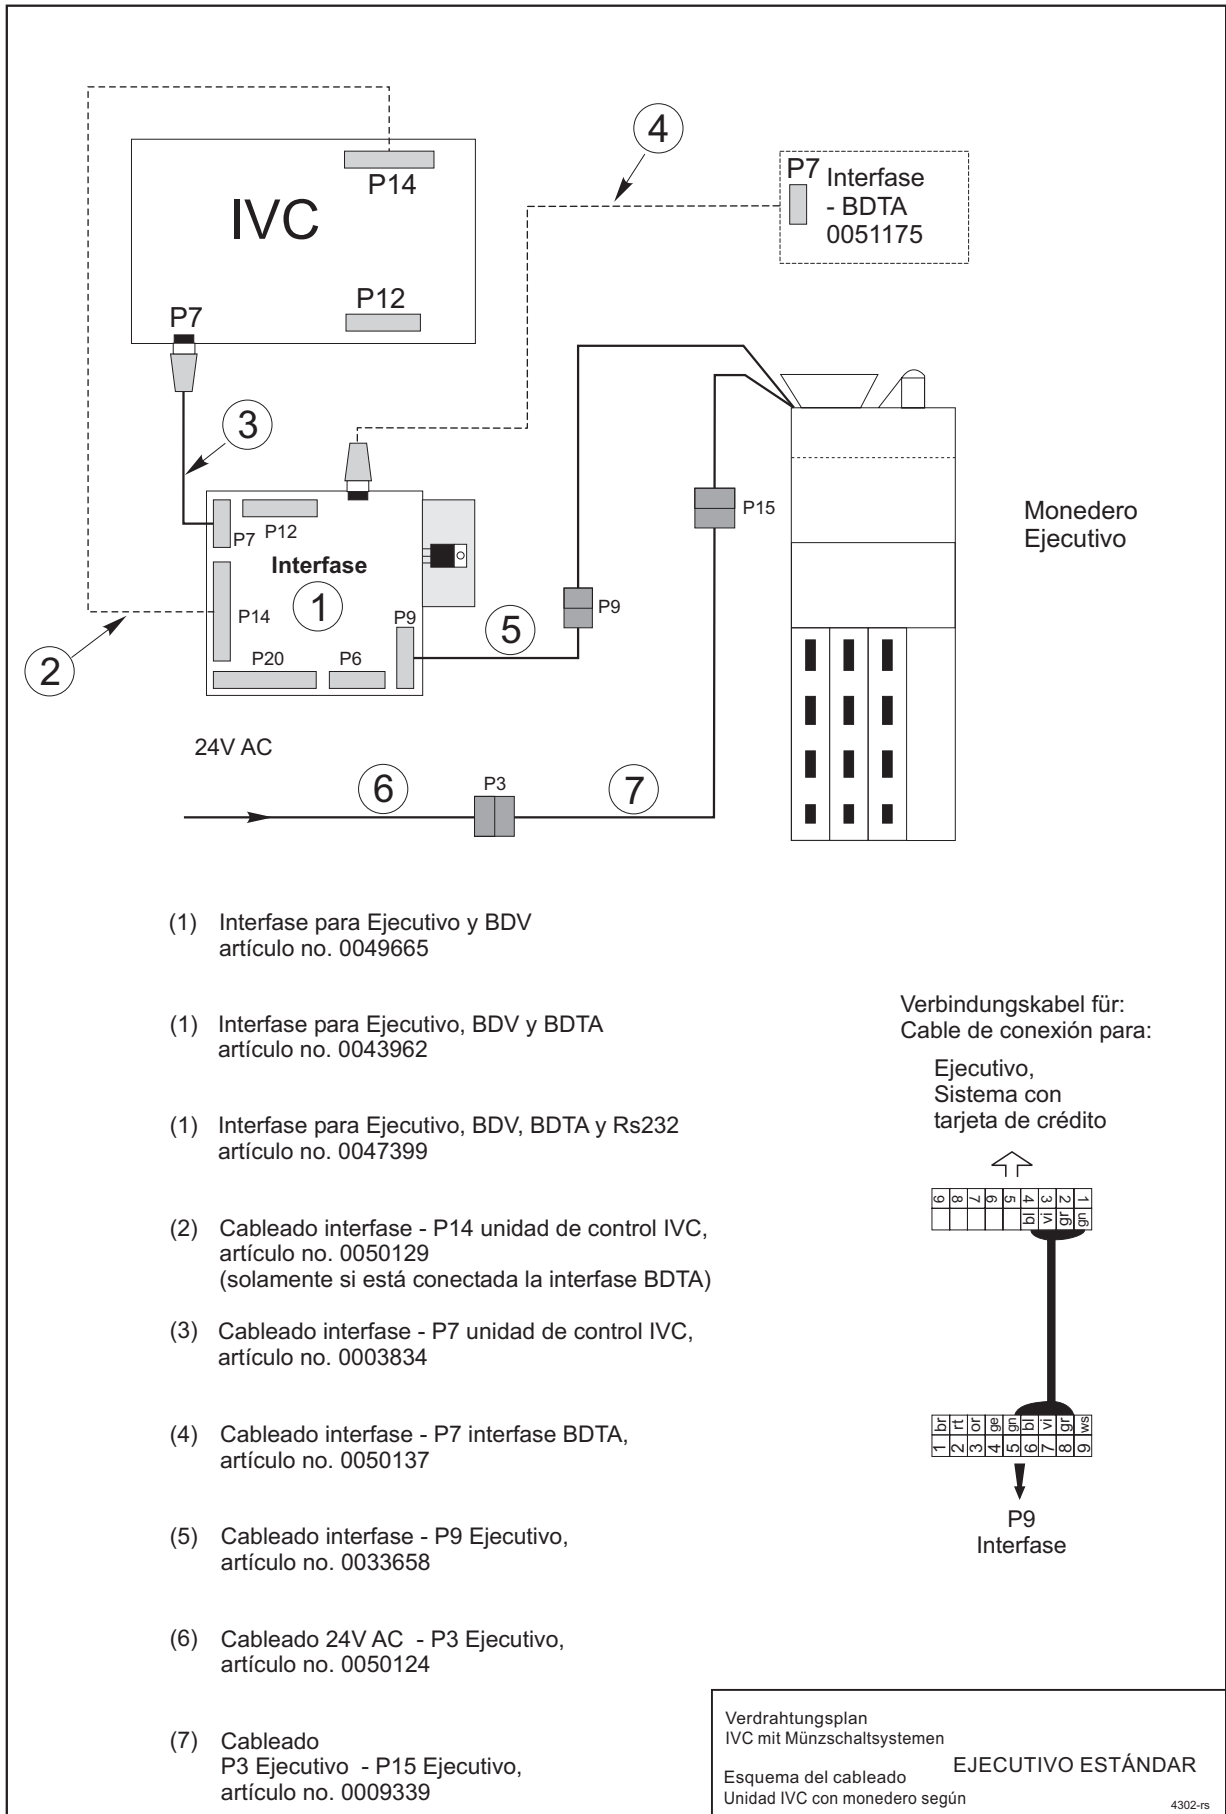 4
P14
P7
Interfase
- BDTA
0051175
IVC
P12
P7
3
P15
Monedero
Ejecutivo
P7
P12
Interfase
1
P14
P9
P9
5
2
P20
P6
24V AC
6
P3
7
(1) Interfase para Ejecutivo y BDV
artículo no. 0049665
(1) Interfase para Ejecutivo, BDV y BDTA
artículo no. 0043962
(1) Interfase para Ejecutivo, BDV, BDTA y Rs232
artículo no. 0047399
(2) Cableado interfase - P14 unidad de control IVC,
artículo no. 0050129
(solamente si está conectada la interfase BDTA)
(3) Cableado interfase - P7 unidad de control IVC,
artículo no. 0003834
(4) Cableado interfase - P7 interfase BDTA,
artículo no. 0050137
(5) Cableado interfase - P9 Ejecutivo,
artículo no. 0033658
(6) Cableado 24V AC - P3 Ejecutivo,
artículo no. 0050124
(7) Cableado
P3 Ejecutivo - P15 Ejecutivo,
artículo no. 0009339
Verbindungskabel für:
Cable de conexión para:
Ejecutivo,
Sistema con
tarjeta de crédito
9 8 7 6 5 4 3 2 1
bl vi gr gn
br rt or ge gn bl vi gr ws
1 2 3 4 5 6 7 8 9
P9
Interfase
Verdrahtungsplan
IVC mit Münzschaltsystemen
EJECUTIVO ESTÁNDAR
Esquema del cableado
Unidad IVC con monedero según
4302-rs